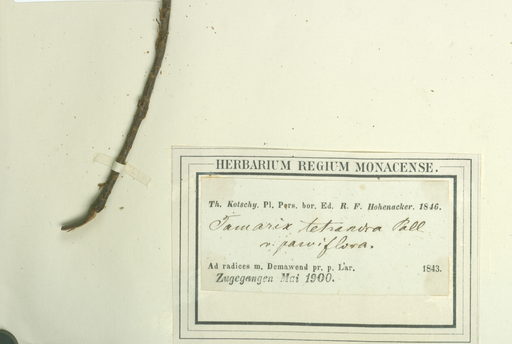 HERBARIUM REGIUM MONACENSE.
Th. Kotschy. Pl. Pers. bor. Ed. R. F. Hohenacker. 1846.
Tamarix tetrandra Pall
v. parviflora.
Ad radices m. Demawend pr. p. Lar. 1843.
Zugegangen Mai 1900.